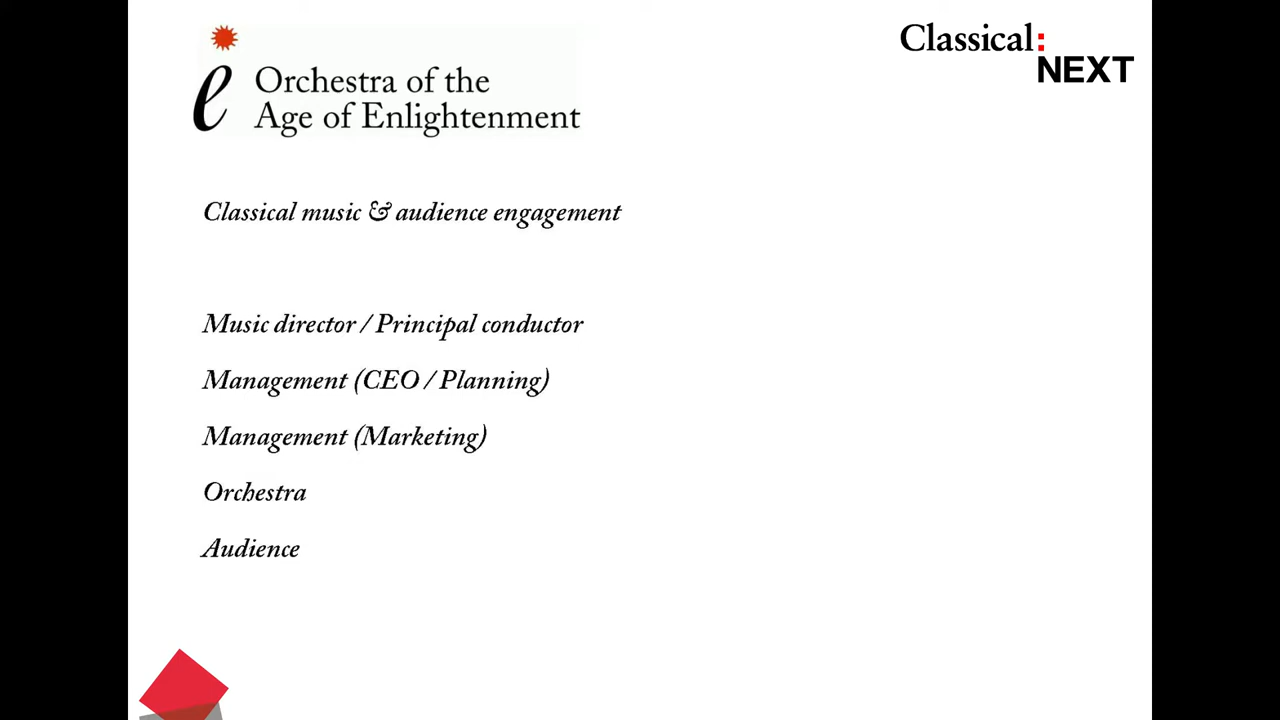 Classical:
NEXT
e
Orchestra of the
Age of Enlightenment
Classical music & audience engagement
Music director / Principal conductor
Management (CEO / Planning)
Management (Marketing)
Orchestra
Audience